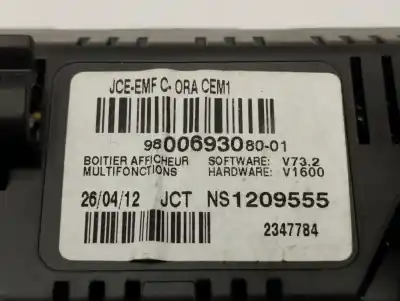 JCE-EMF C- ORA CEM1
9800693080-01
BOITIER AFFICHEUR SOFTWARE: V73.2
MULTIFONCTIONS HARDWARE: V1600
26/04/12 JCT NS1209555
2347784